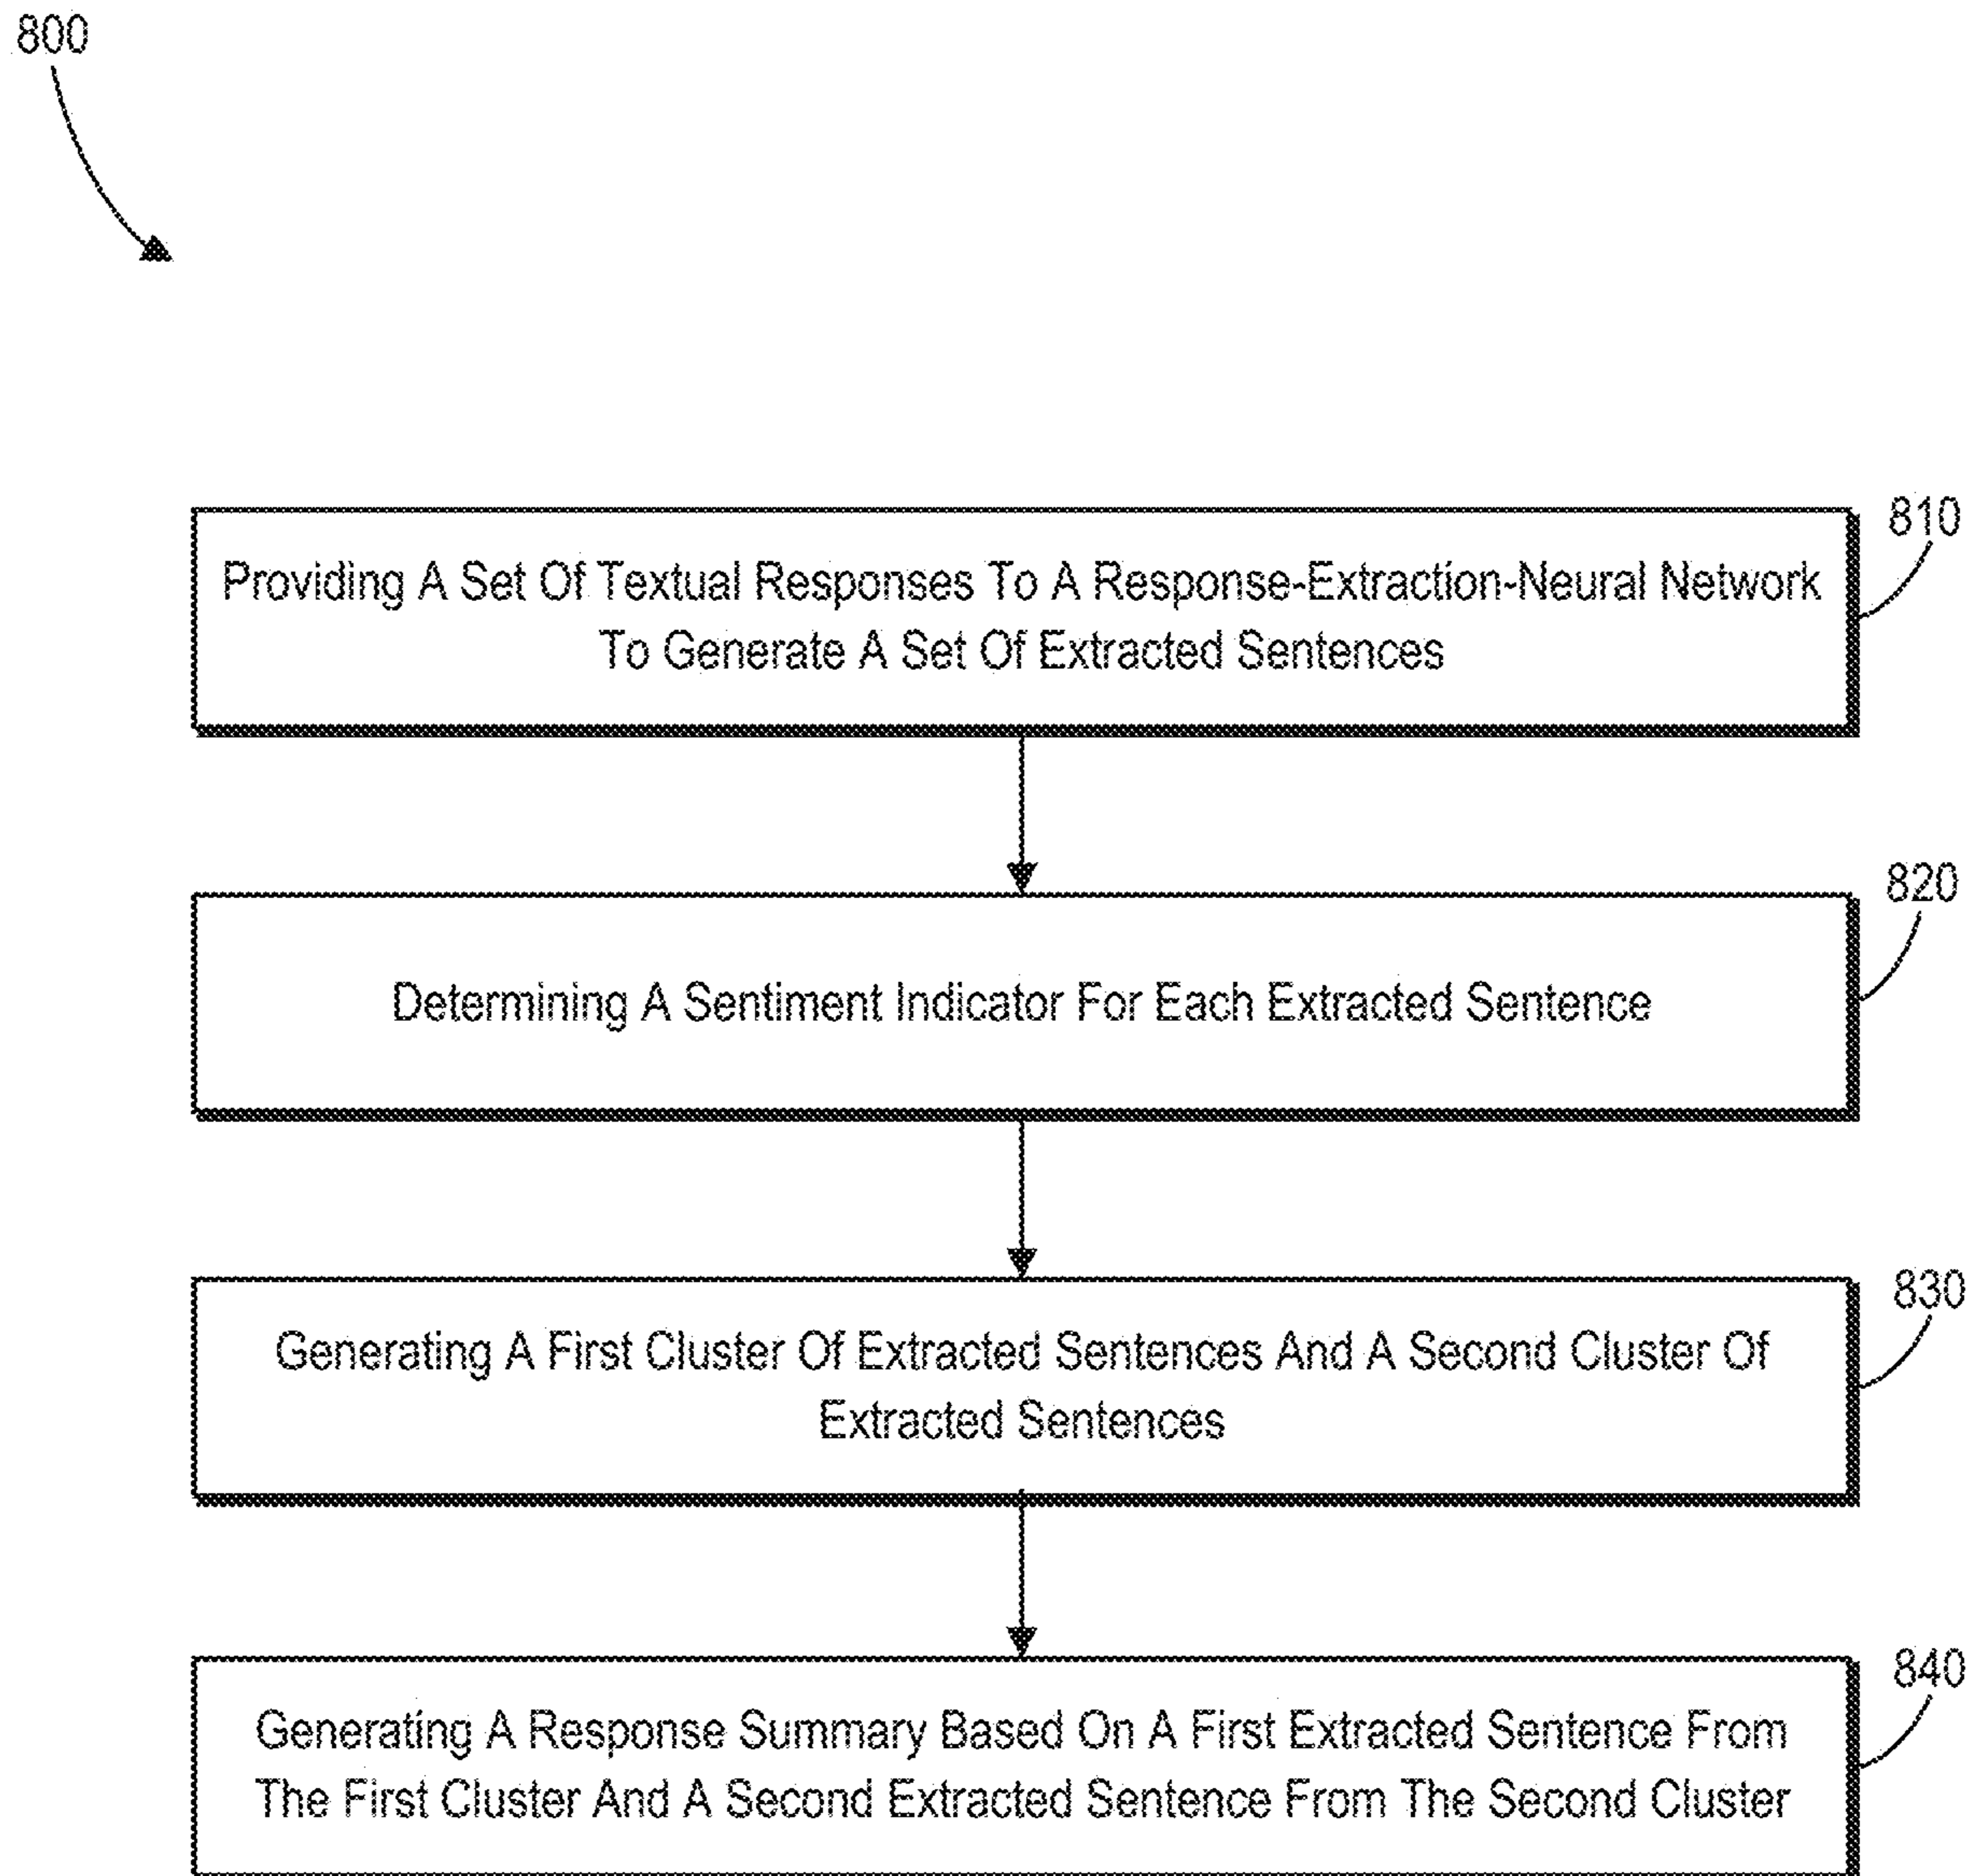 800
810
Providing A Set Of Textual Responses To A Response-Extraction-Neural Network
To Generate A Set Of Extracted Sentences
820
Determining A Sentiment Indicator For Each Extracted Sentence
830
Generating A First Cluster Of Extracted Sentences And A Second Cluster Of
Extracted Sentences
840
Generating A Response Summary Based On A First Extracted Sentence From
The First Cluster And A Second Extracted Sentence From The Second Cluster